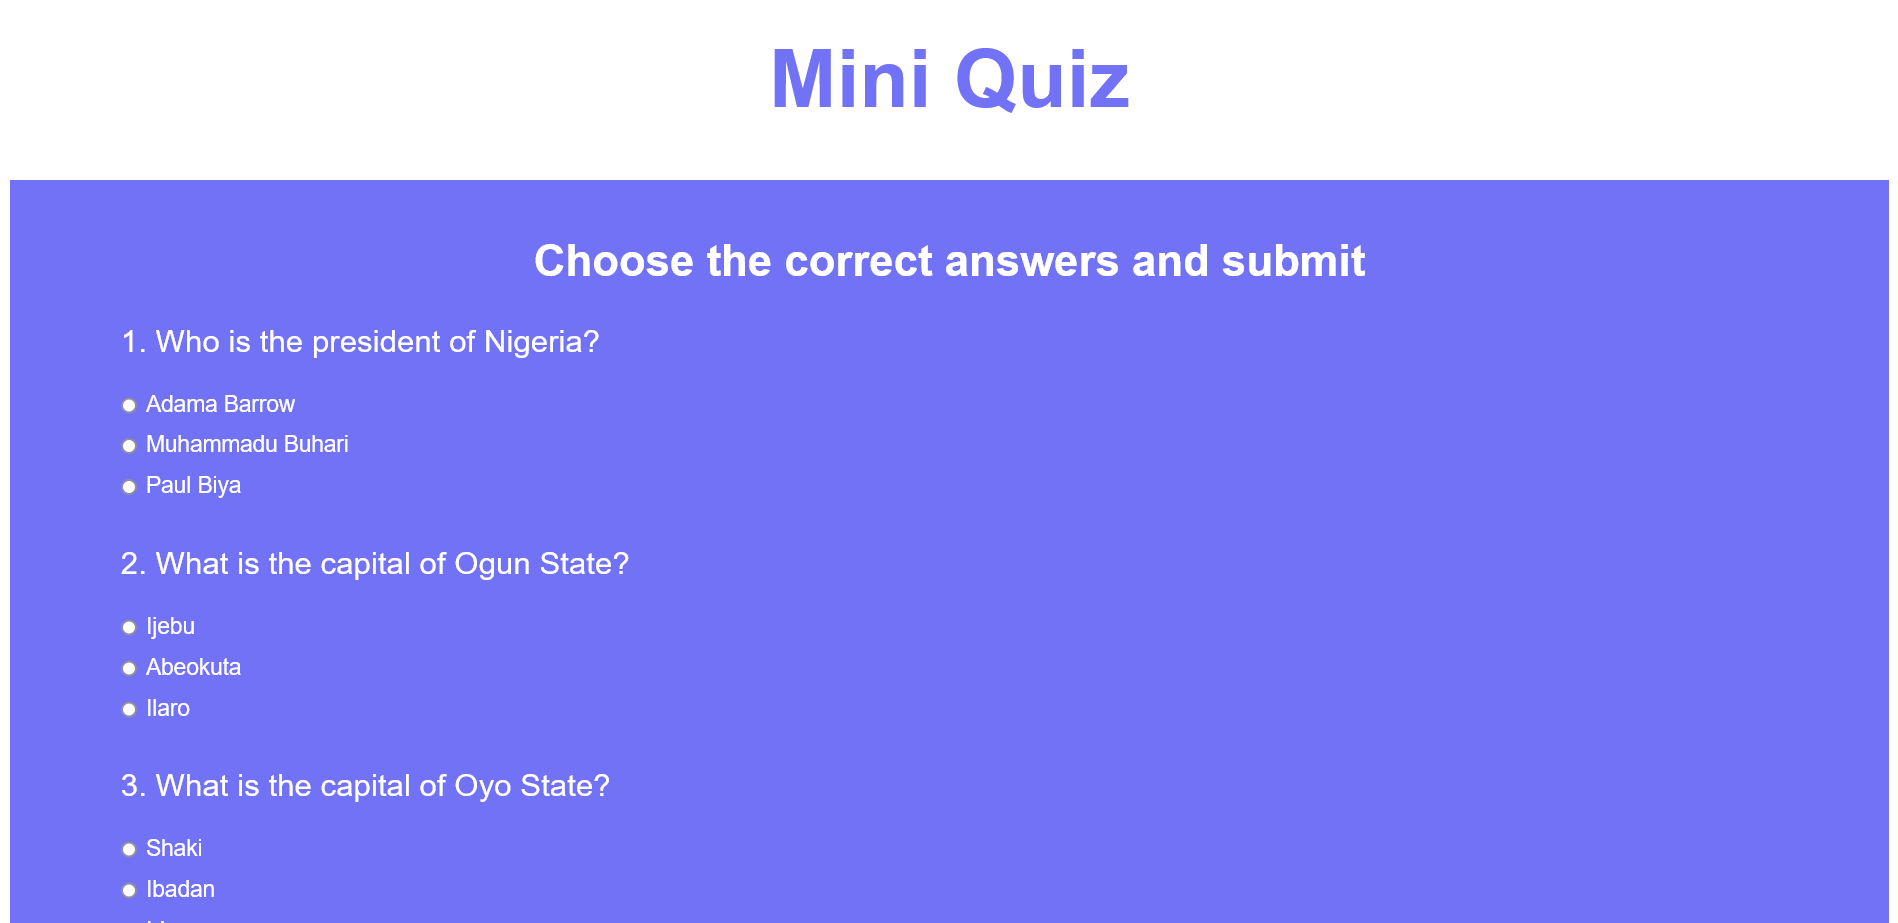 Mini Quiz
Choose the correct answers and submit
1. Who is the president of Nigeria?
Adama Barrow
Muhammadu Buhari
Paul Biya
2. What is the capital of Ogun State?
Ijebu
Abeokuta
Ilaro
3. What is the capital of Oyo State?
Shaki
Ibadan